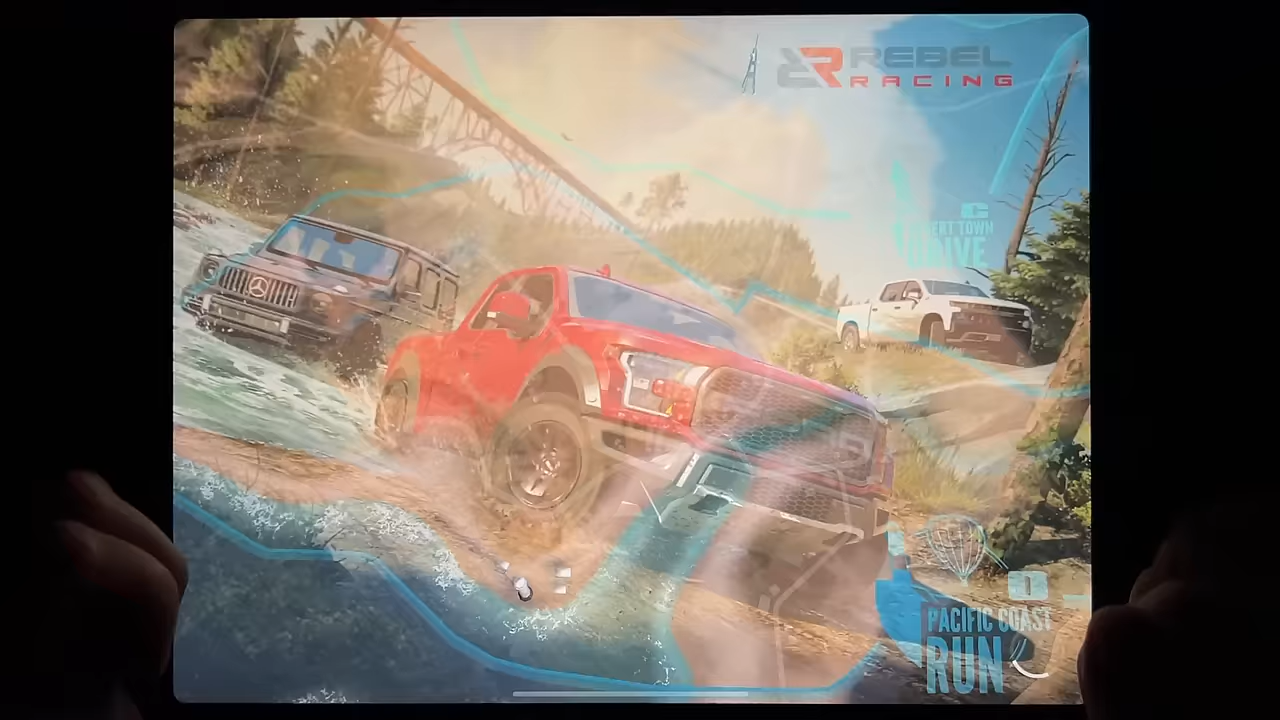 REBEL
RACING
C
DRIVE
D
PACIFIC COAST
RUN